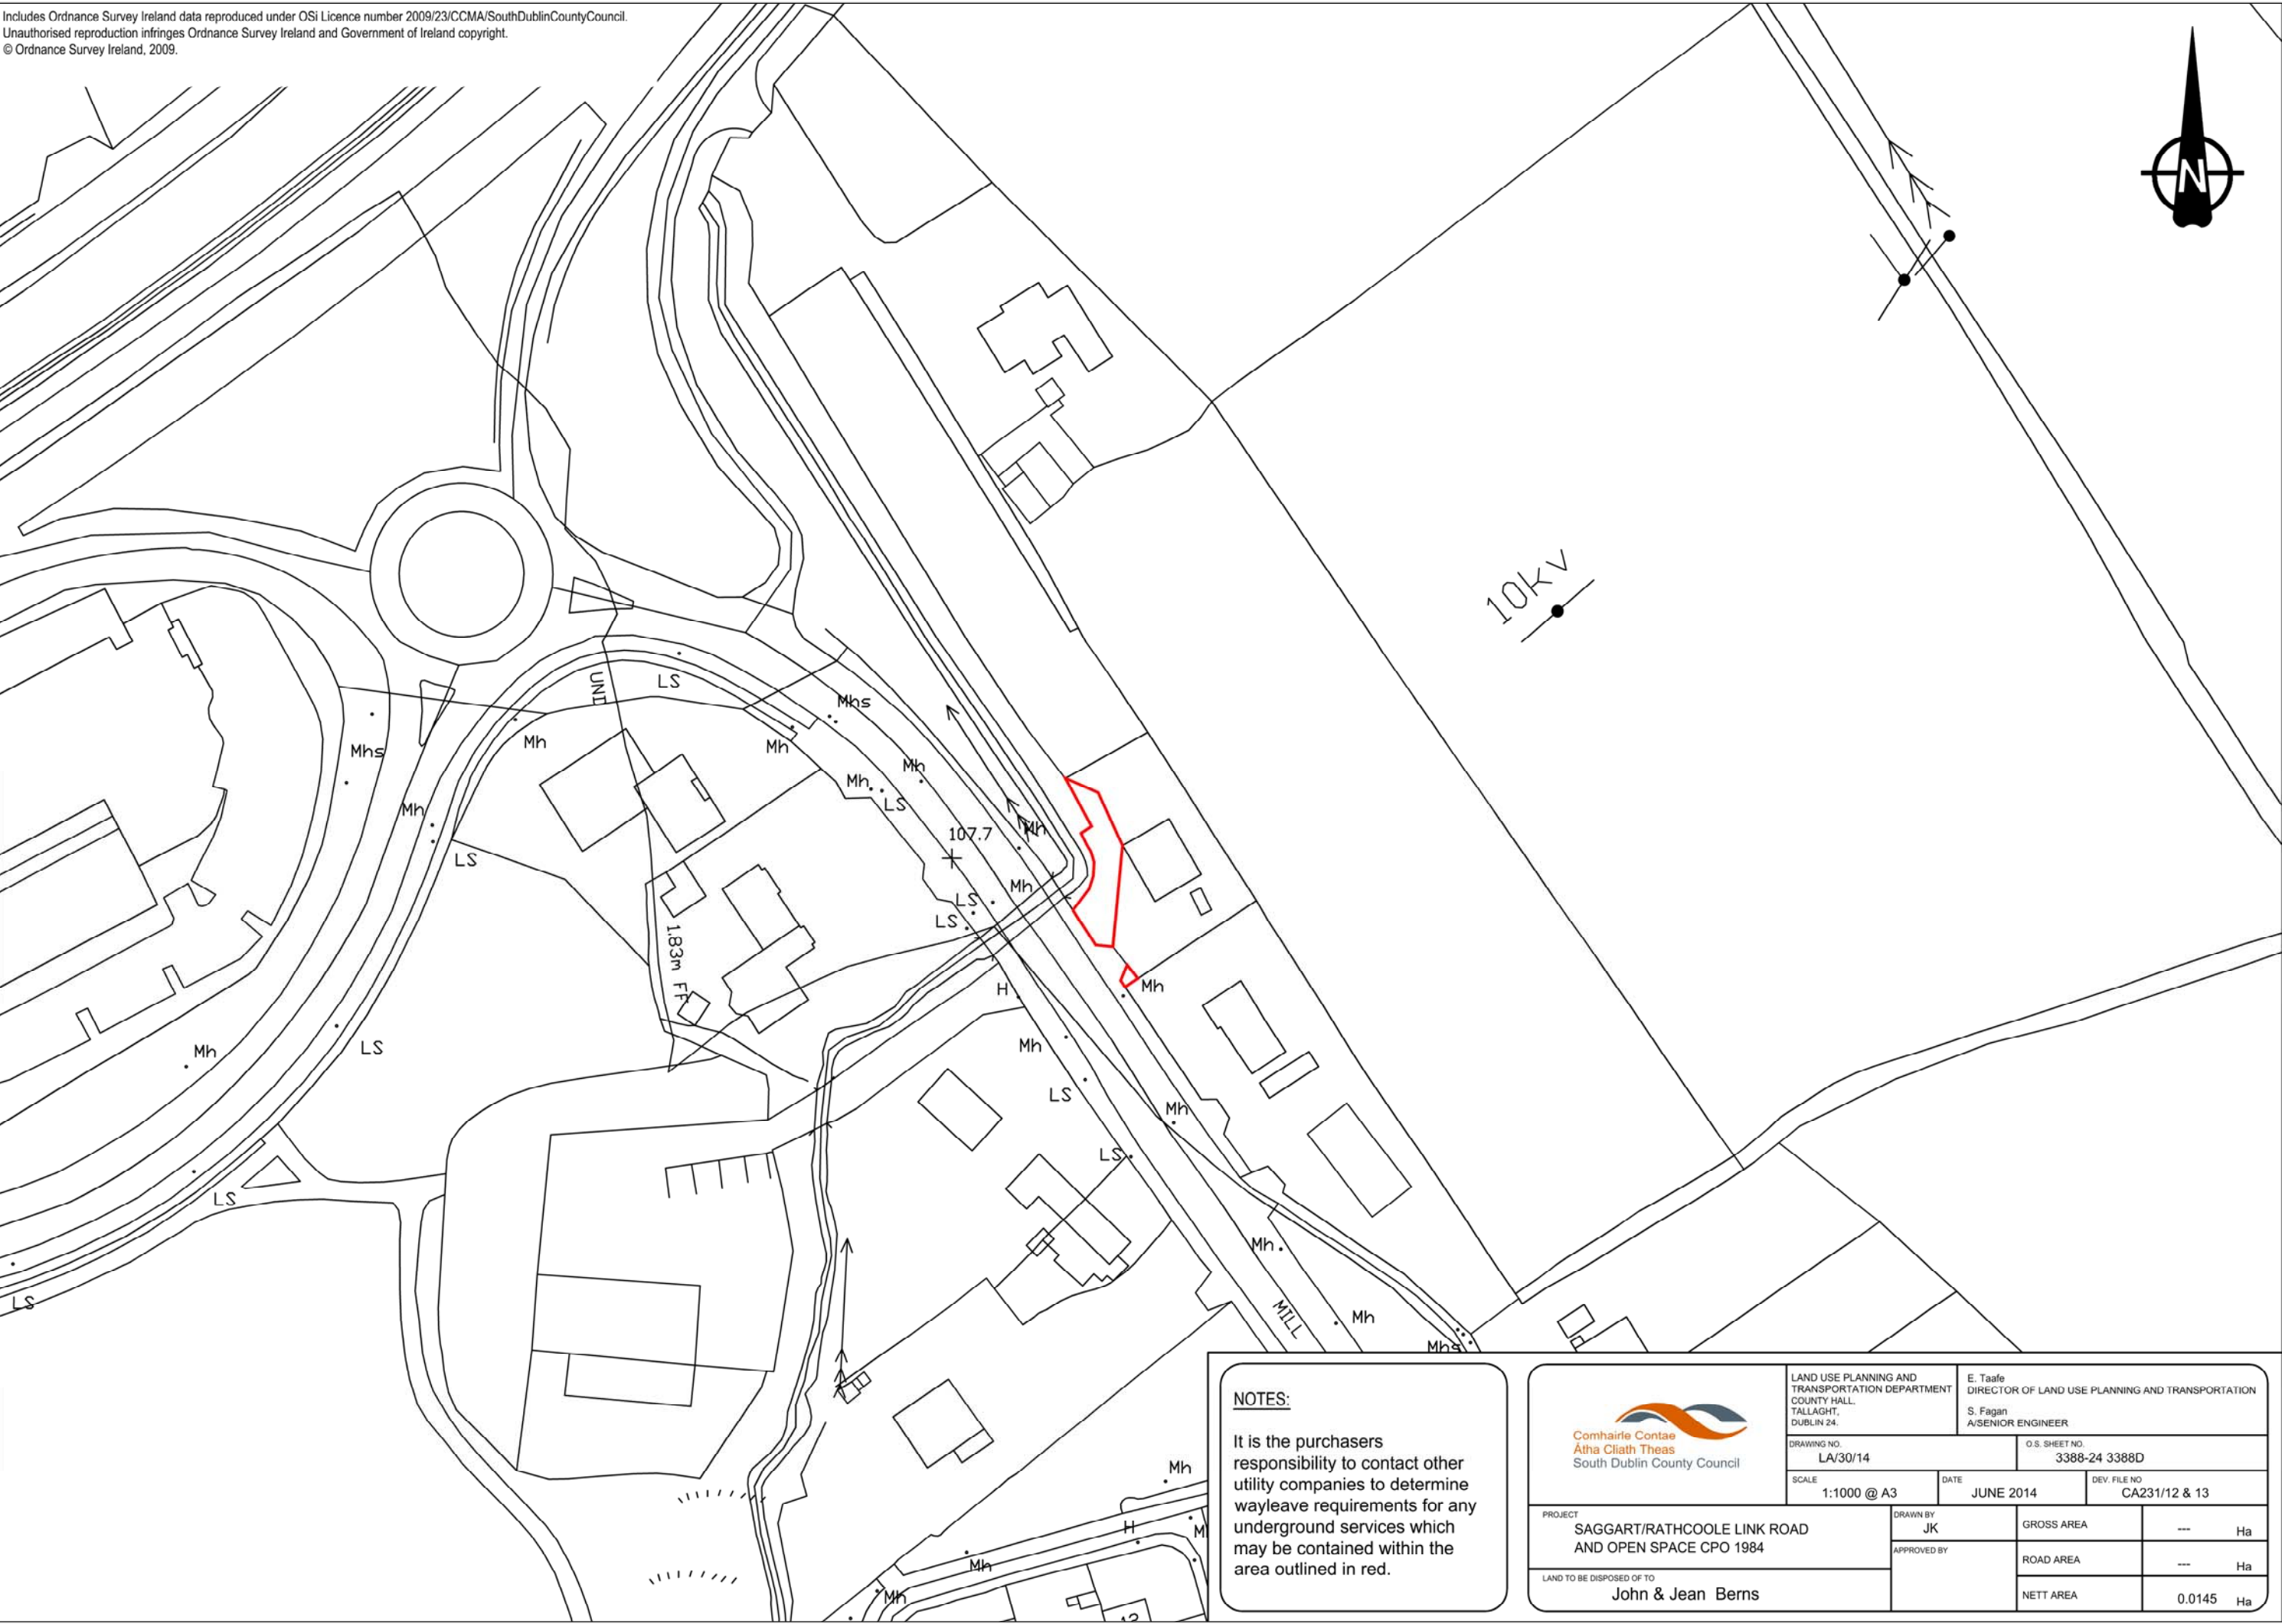 Includes Ordnance Survey Ireland data reproduced under OSi Licence number 2009/23/CCMA/SouthDublinCountyCouncil.
Unauthorised reproduction infringes Ordnance Survey Ireland and Government of Ireland copyright.
© Ordnance Survey Ireland, 2009.
N
10kv
UND
LS
Mhs
Mhs
Mh
Mh
Mh
Mh
LS
Mh
107.7
Mh
LS
Mh
LS
LS
1.83m FF
H
Mh
Mh
Mh
LS
LS
Mh
LS
LS
Mh
LS
MILL
Mh
Mhs
Mh
H
Mh
Mh
NOTES:
It is the purchasers
responsibility to contact other
utility companies to determine
wayleave requirements for any
underground services which
may be contained within the
area outlined in red.
Comhairle Contae
Átha Cliath Theas
South Dublin County Council
LAND USE PLANNING AND
TRANSPORTATION DEPARTMENT
COUNTY HALL,
TALLAGHT,
DUBLIN 24.
E. Taafe
DIRECTOR OF LAND USE PLANNING AND TRANSPORTATION
S. Fagan
A/SENIOR ENGINEER
DRAWING NO.
LA/30/14
O.S. SHEET NO.
3388-24 3388D
SCALE
1:1000 @ A3
DATE
JUNE 2014
DEV. FILE NO
CA231/12 & 13
PROJECT
SAGGART/RATHCOOLE LINK ROAD
AND OPEN SPACE CPO 1984
DRAWN BY
JK
APPROVED BY
GROSS AREA --- Ha
ROAD AREA --- Ha
NETT AREA 0.0145 Ha
LAND TO BE DISPOSED OF TO
John & Jean Berns